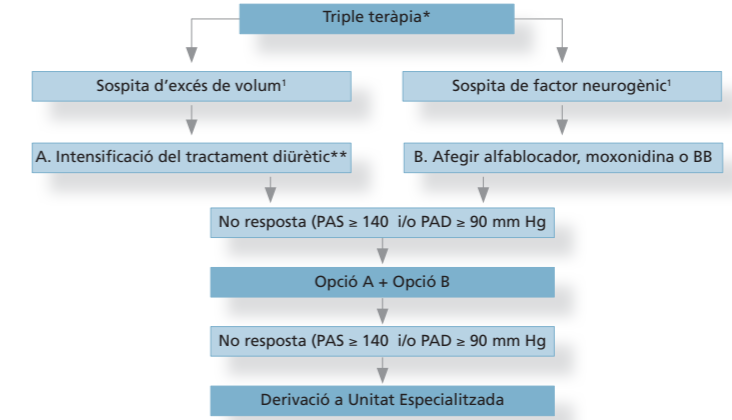 Triple teràpia*
Sospita d'excés de volum¹
Sospita de factor neurogènic¹
A. Intensificació del tractament diürètic**
B. Afegir alfablocador, moxonidina o BB
No resposta (PAS ≥ 140 i/o PAD ≥ 90 mm Hg
Opció A + Opció B
No resposta (PAS ≥ 140 i/o PAD ≥ 90 mm Hg
Derivació a Unitat Especialitzada